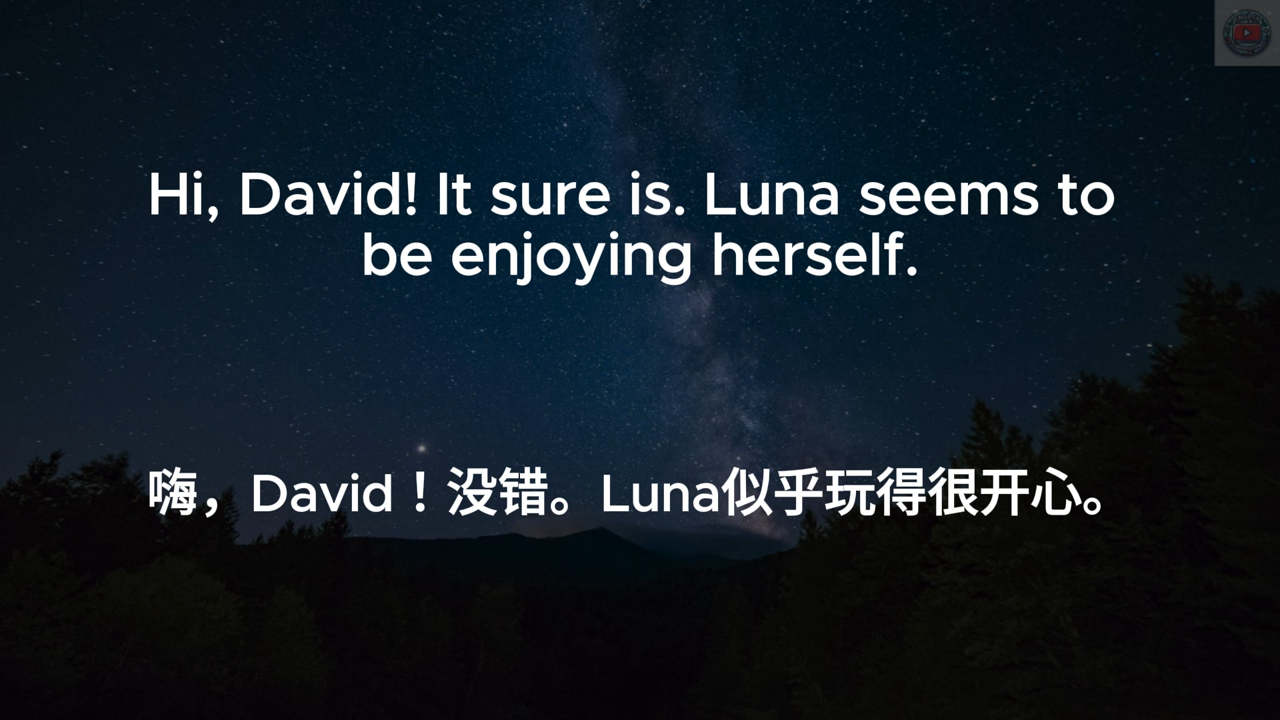 Hi, David! It sure is. Luna seems to
be enjoying herself.
嗨，David！没错。Luna似乎玩得很开心。